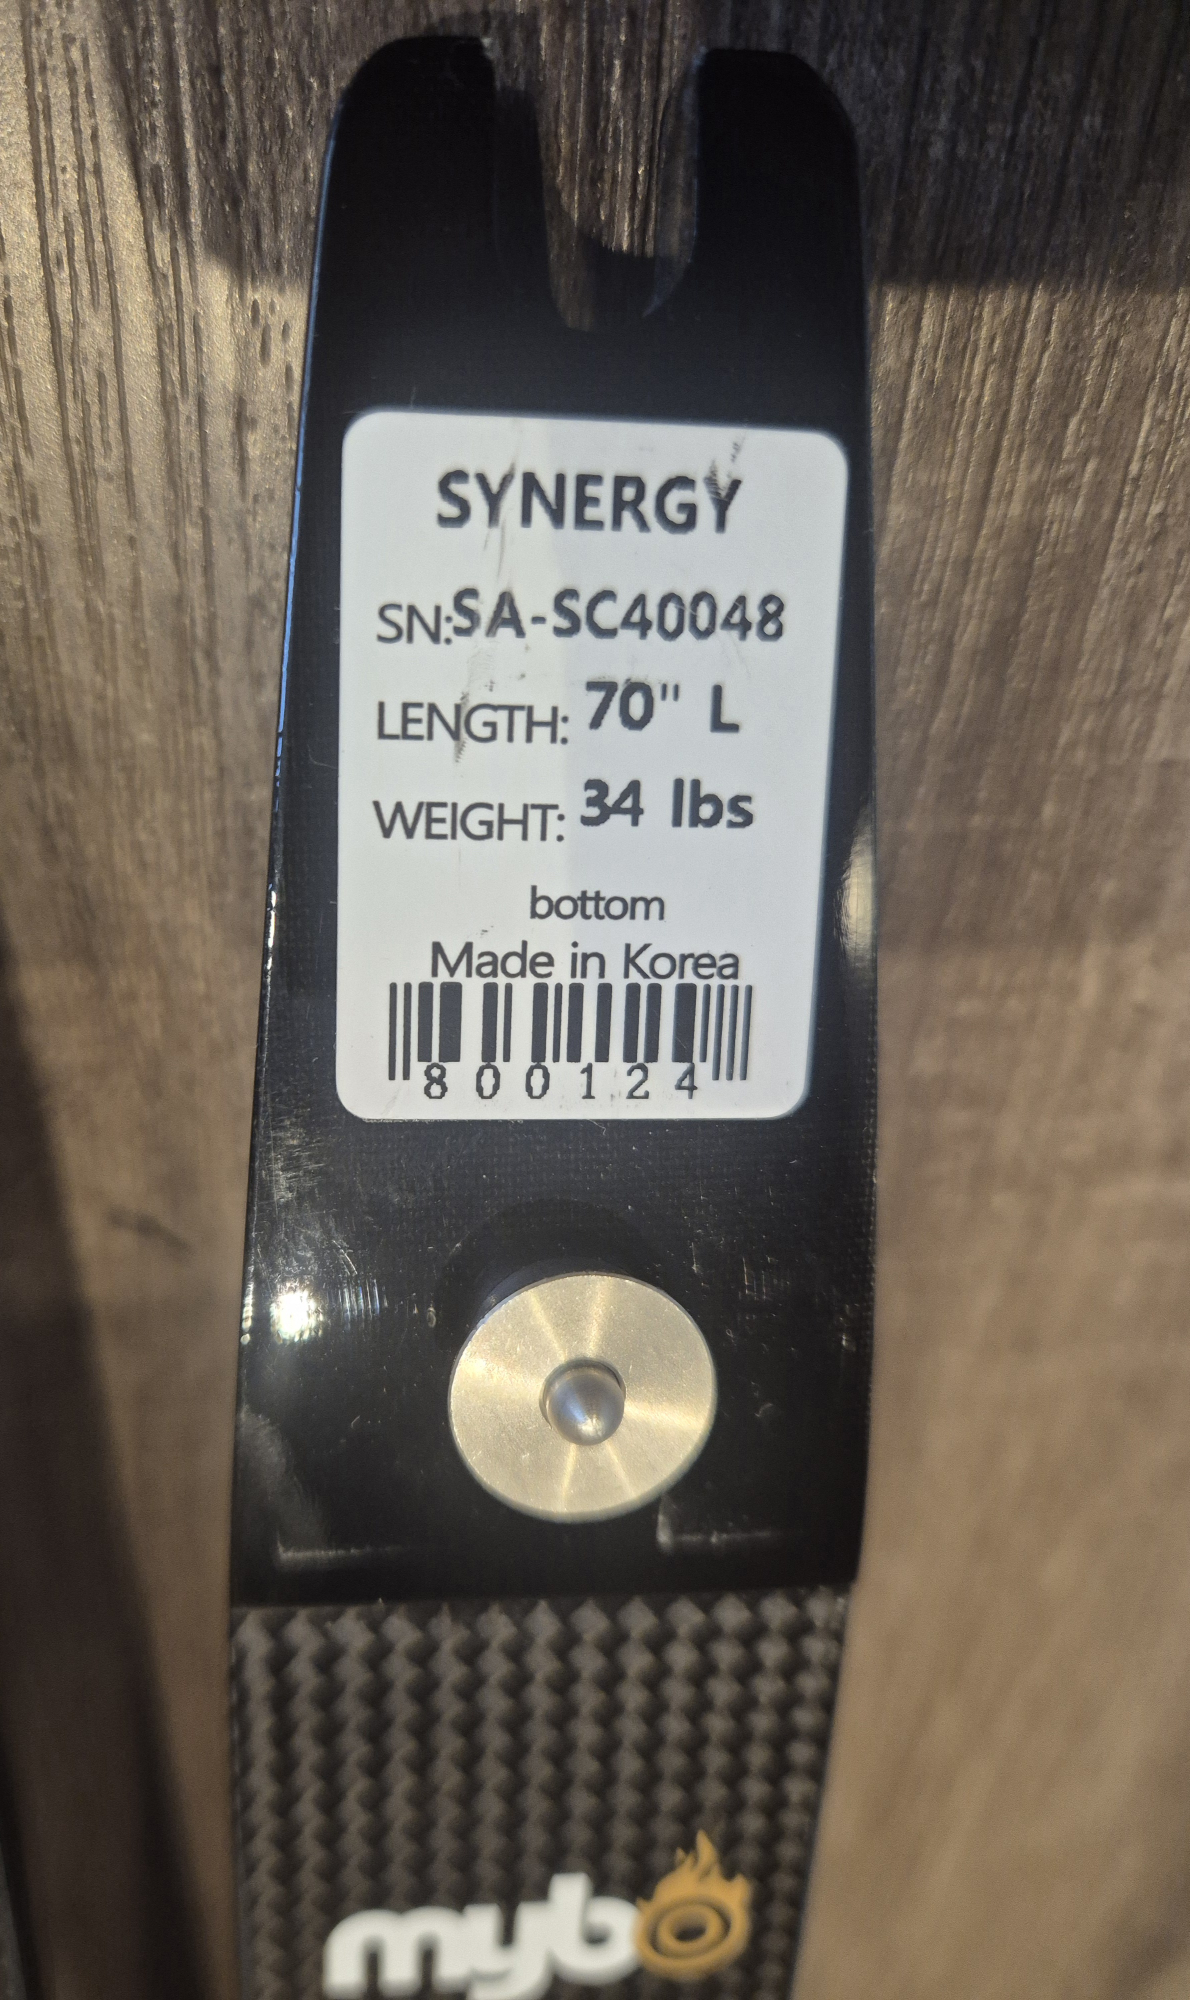 SYNERGY
SN:SA-SC40048
LENGTH: 70" L
WEIGHT: 34 lbs
bottom
Made in Korea
800124
mybo